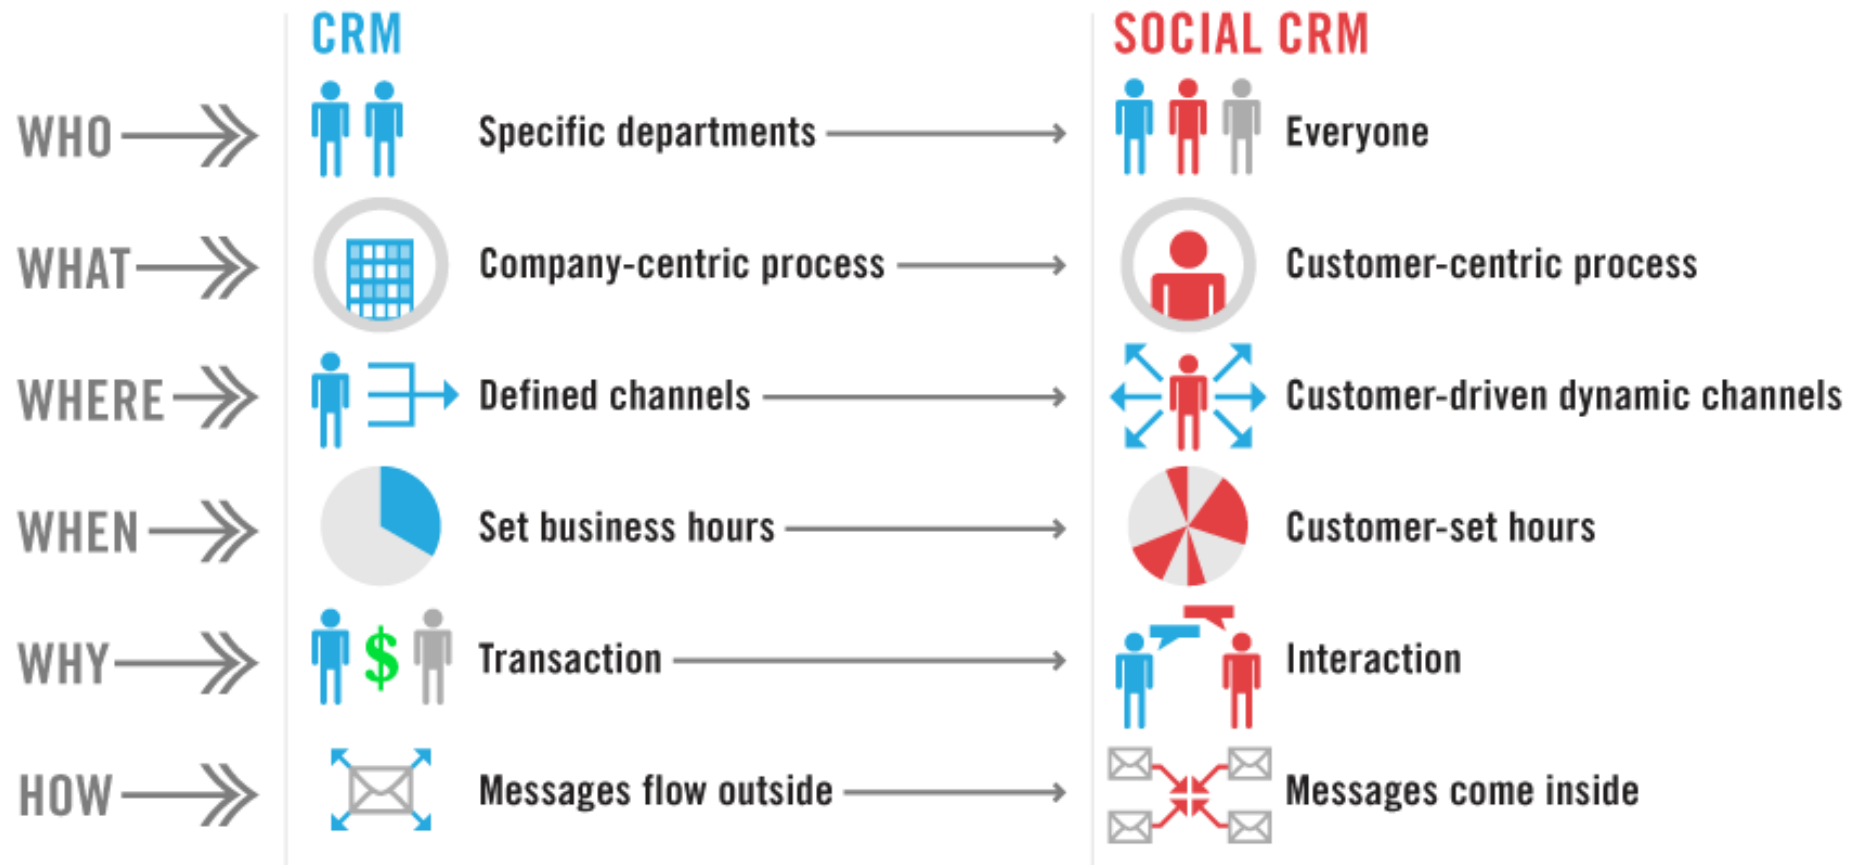 CRM SOCIAL CRM
WHO Specific departments Everyone
WHAT Company-centric process Customer-centric process
WHERE Defined channels Customer-driven dynamic channels
WHEN Set business hours Customer-set hours
WHY $ Transaction Interaction
HOW Messages flow outside Messages come inside